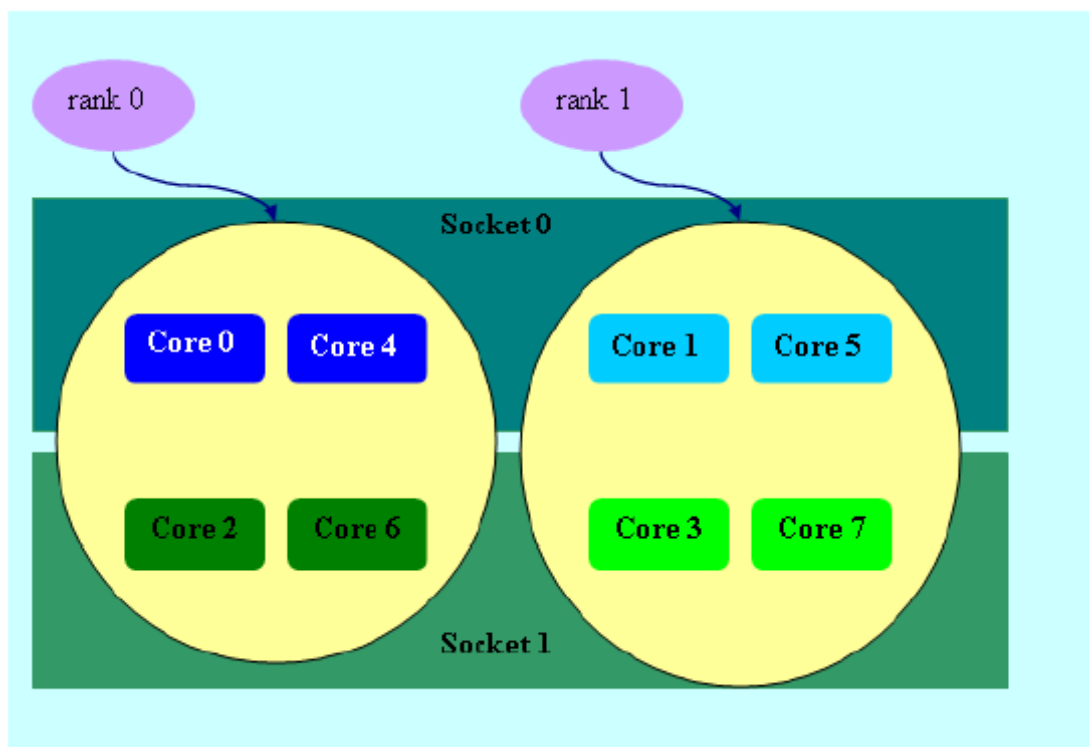 rank 0
rank 1
Socket 0
Core 0
Core 4
Core 1
Core 5
Core 2
Core 6
Core 3
Core 7
Socket 1